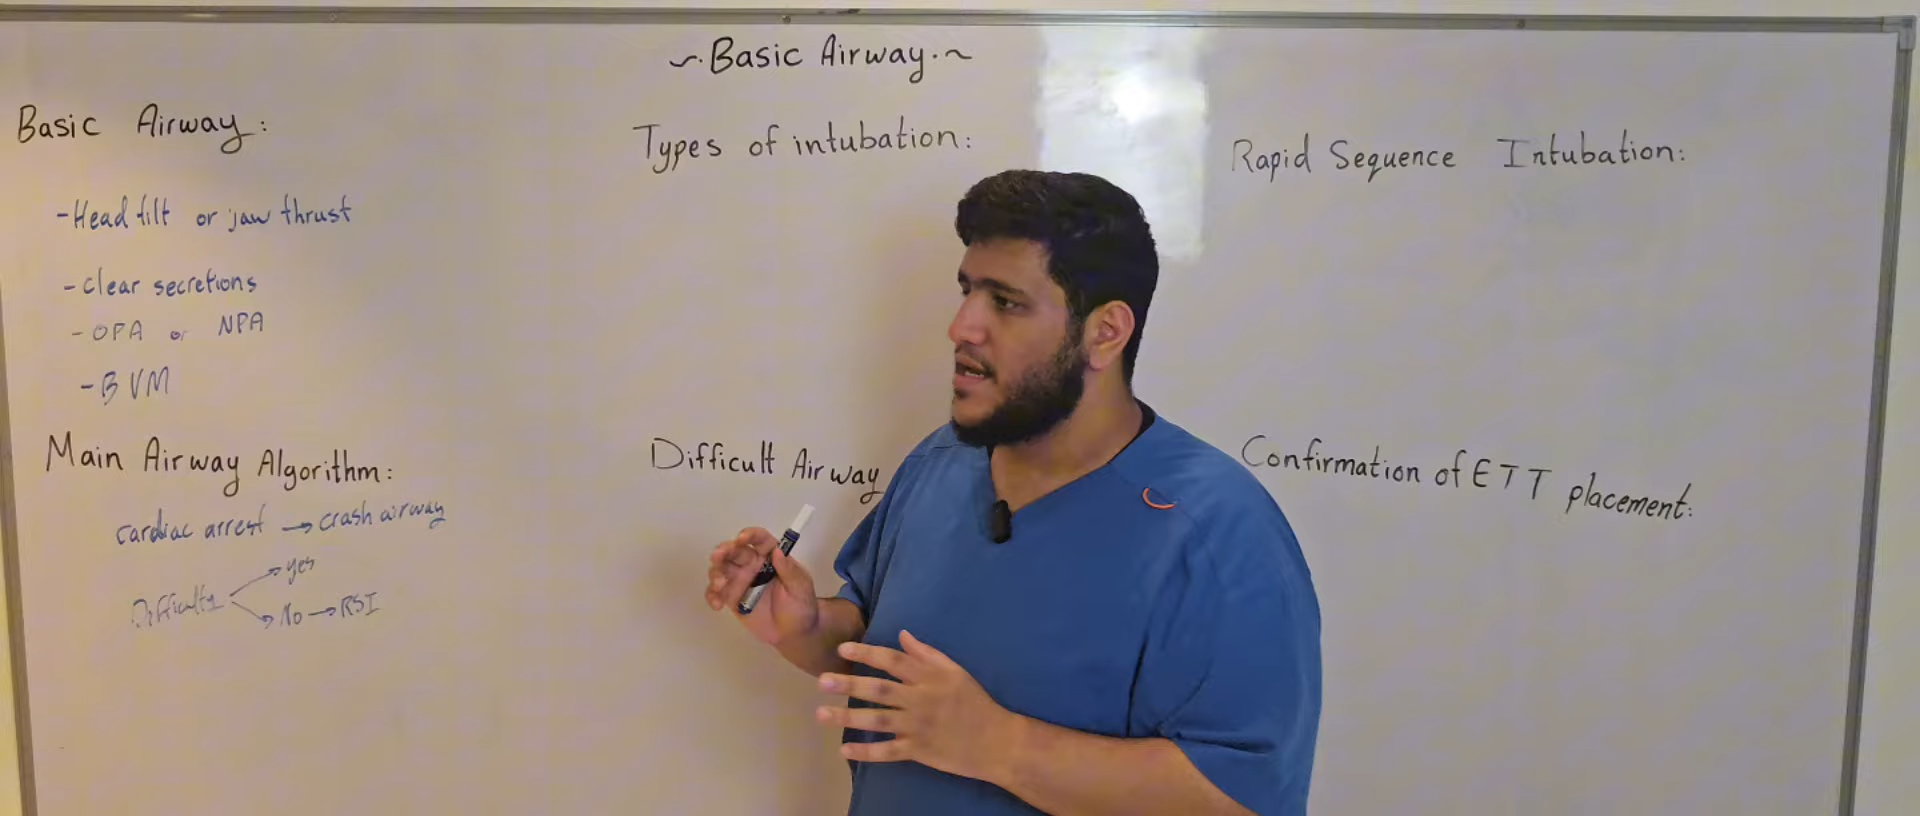 ~. Basic Airway. ~
Basic Airway:
-Head tilt or jaw thrust
-clear secretions
-OPA or NPA
-BVM
Main Airway Algorithm:
cardiac arrest → crash airway
Difficulty → yes
→ No → RSI
Types of intubation:
Difficult Airway
Rapid Sequence Intubation:
Confirmation of ETT placement: